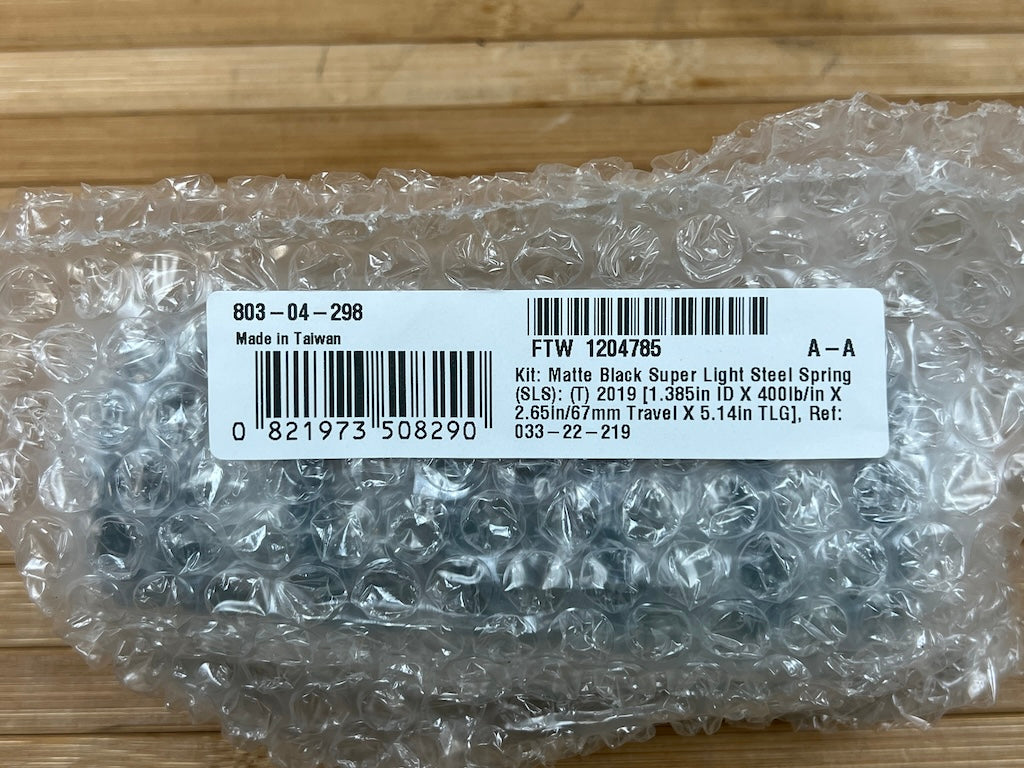 803-04-298
Made in Taiwan
0 821973 508290
FTW 1204785 A-A
Kit: Matte Black Super Light Steel Spring
(SLS): (T) 2019 [1.385in ID X 400lb/in X
2.65in/67mm Travel X 5.14in TLG], Ref:
033-22-219